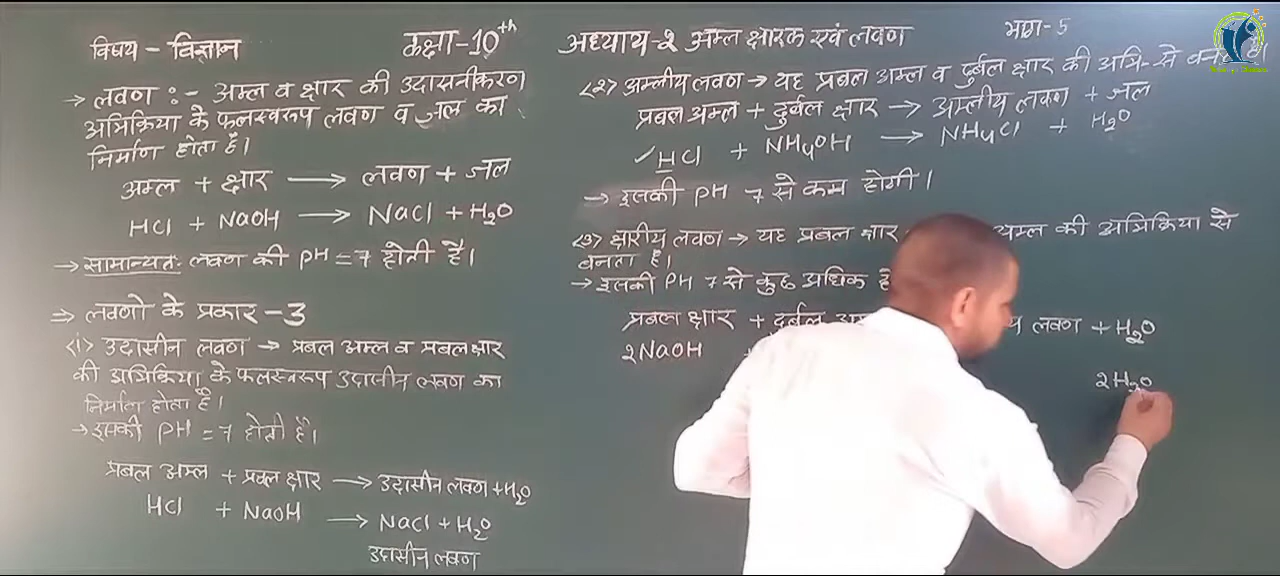 विषय - विज्ञान
कक्षा-10th
अध्याय-2 अम्ल क्षारक एवं लवण
भाग-5
→ लवण :- अम्ल व क्षार की उदासीनीकरण
अभिक्रिया के फलस्वरूप लवण व जल का
निर्माण होता है।
अम्ल + क्षार → लवण + जल
HCl + NaOH → NaCl + H2O
→ सामान्यतः लवण की PH = 7 होती है।
⇒ लवणो के प्रकार - 3
(1) उदासीन लवण → प्रबल अम्ल व प्रबल क्षार
की अभिक्रिया के फलस्वरूप उदासीन लवण का
निर्माण होता है।
→ इसकी PH = 7 होती है।
प्रबल अम्ल + प्रबल क्षार → उदासीन लवण + H2O
HCl + NaOH → NaCl + H2O
उदासीन लवण
(2) अम्लीय लवण → यह प्रबल अम्ल व दुर्बल क्षार की अभि- से
प्रबल अम्ल + दुर्बल क्षार → अम्लीय लवण + जल
✓ HCl + NH4OH → NH4Cl + H2O
→ इसकी PH 7 से कम होगी।
(3) क्षारीय लवण → यह प्रबल क्षार अम्ल की अभिक्रिया से
बनता है।
→ इसकी PH 7 से कुछ अधिक
प्रबल क्षार + दुर्बल लवण + H2O
2NaOH + 2H2O